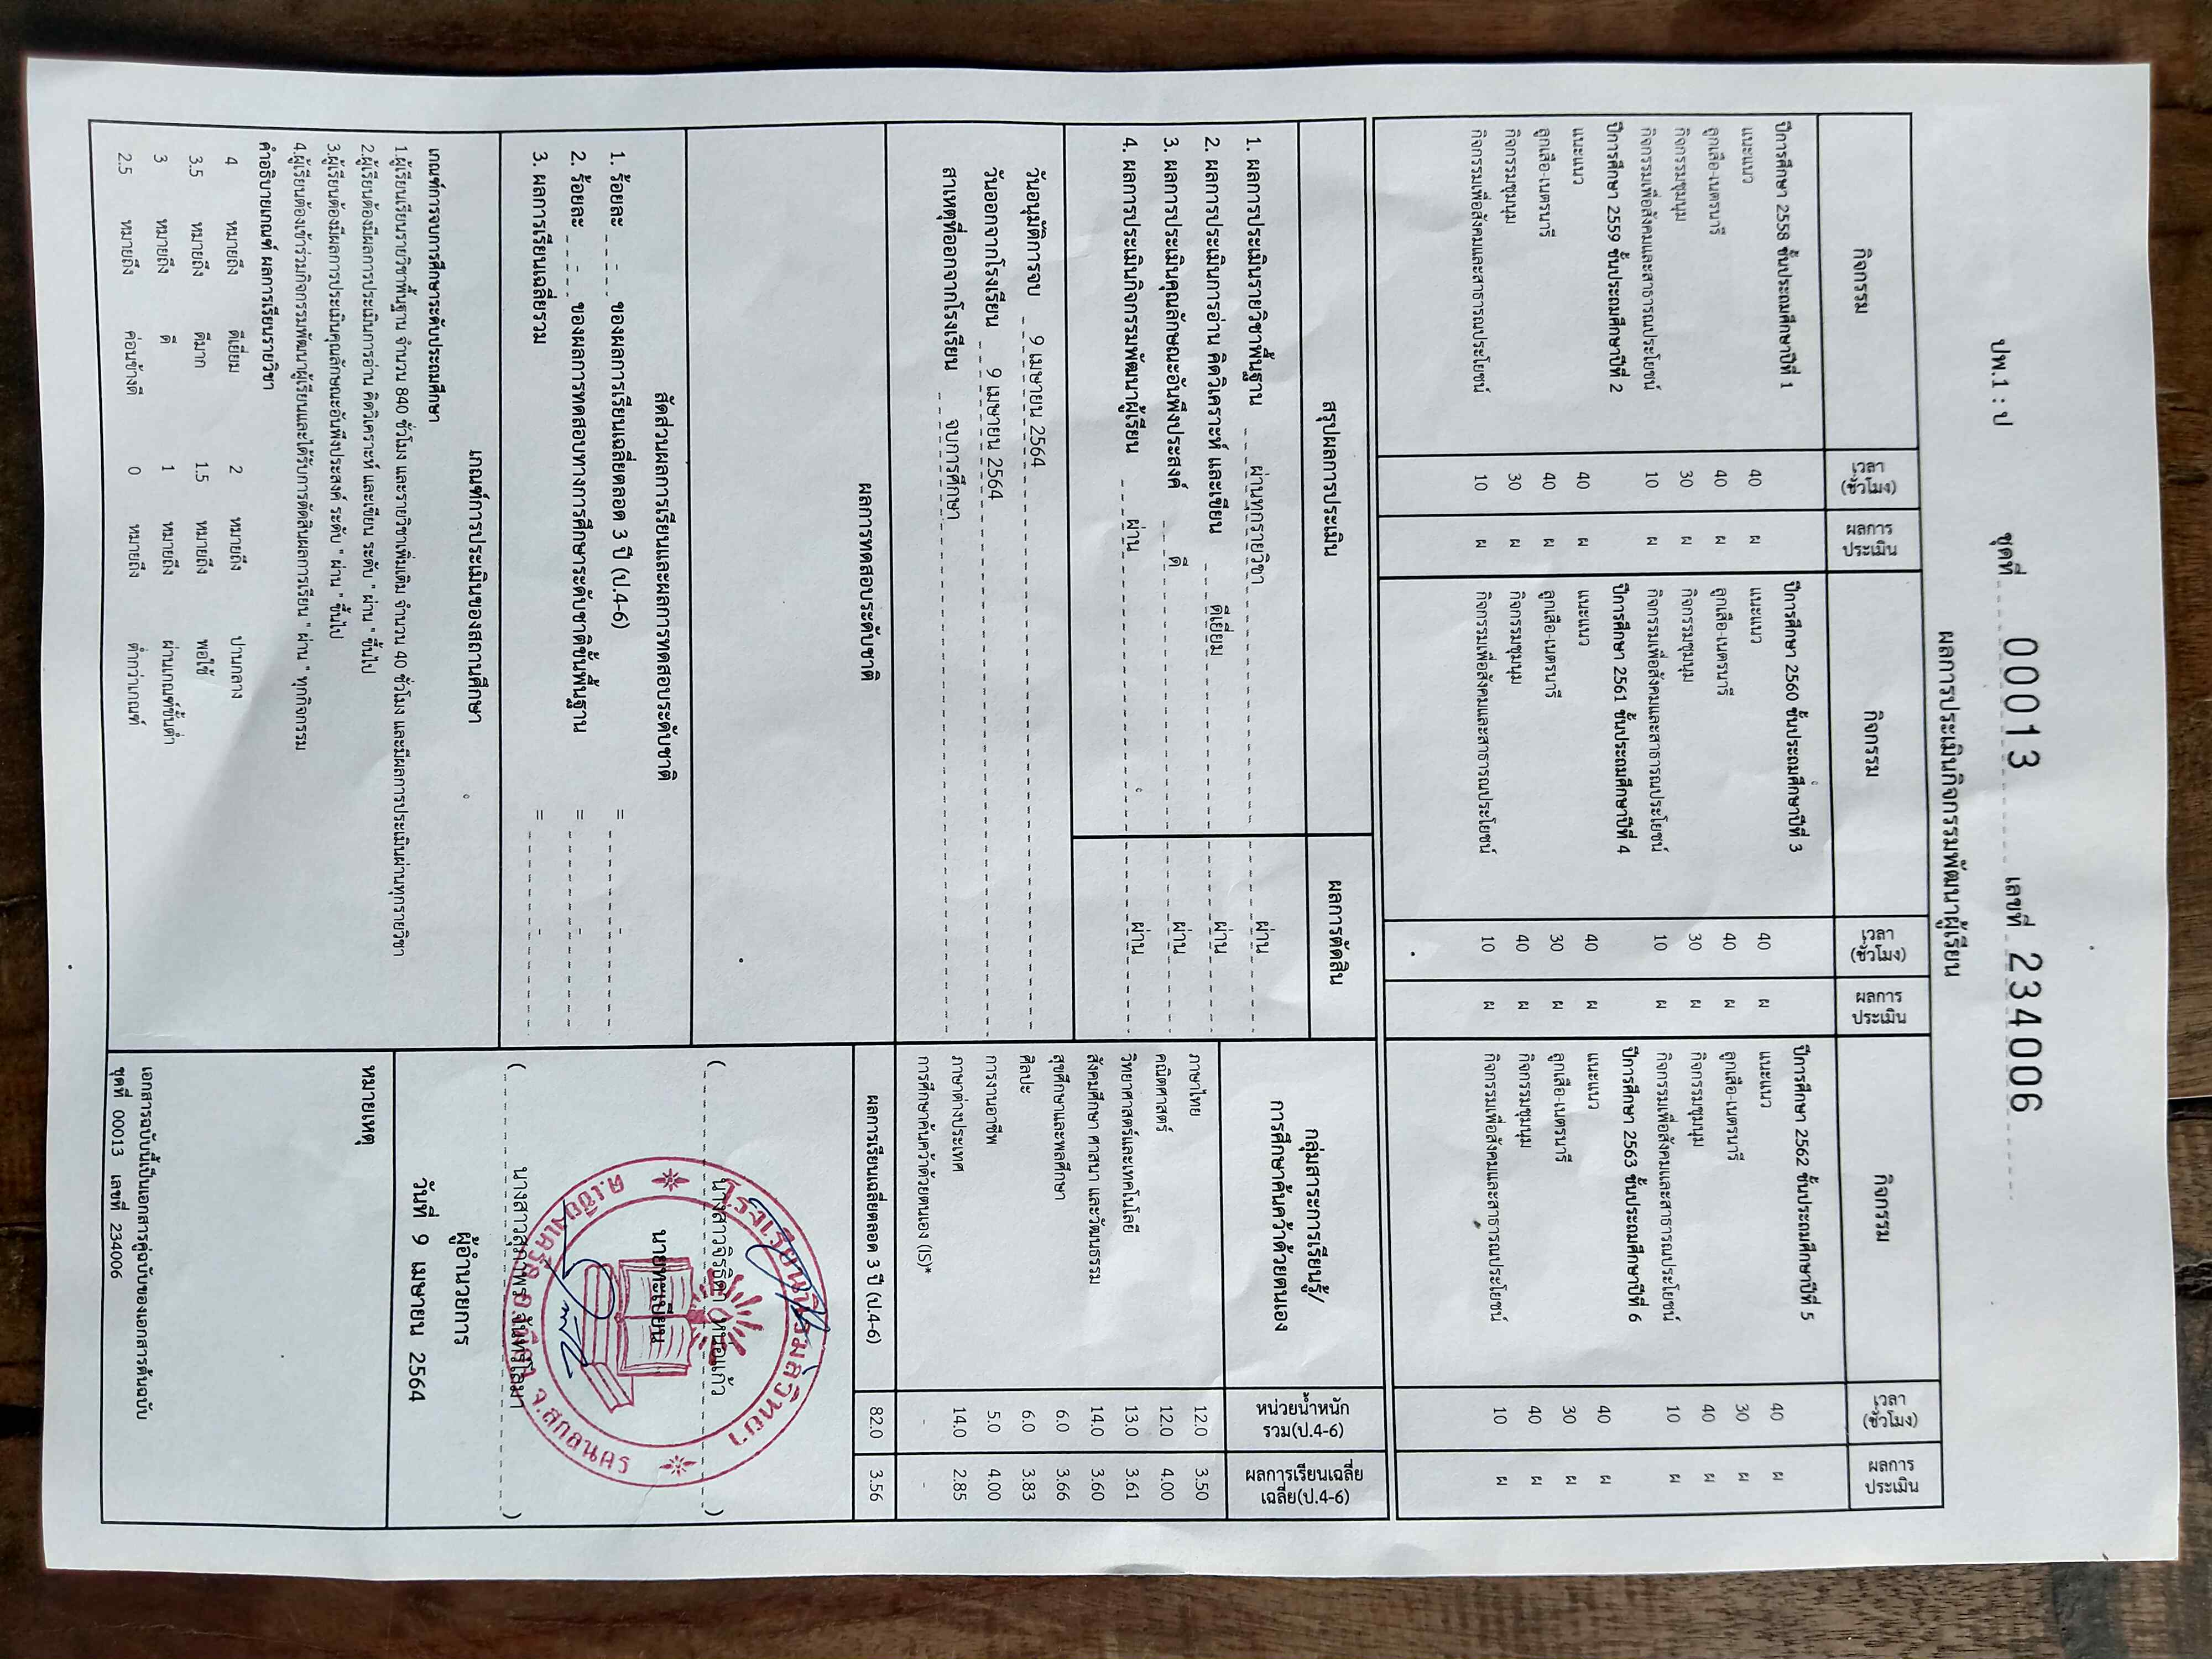 ปพ.1 : ป ชุดที่ 00013 เลขที่ 234006
ผลการประเมินกิจกรรมพัฒนาผู้เรียน
กิจกรรม เวลา (ชั่วโมง) ผลการประเมิน กิจกรรม เวลา (ชั่วโมง) ผลการประเมิน กิจกรรม เวลา (ชั่วโมง) ผลการประเมิน
ปีการศึกษา 2558 ชั้นประถมศึกษาปีที่ 1 ปีการศึกษา 2560 ชั้นประถมศึกษาปีที่ 3 ปีการศึกษา 2562 ชั้นประถมศึกษาปีที่ 5
แนะแนว 40 ผ แนะแนว 40 ผ แนะแนว 40 ผ
ลูกเสือ-เนตรนารี 40 ผ ลูกเสือ-เนตรนารี 40 ผ ลูกเสือ-เนตรนารี 30 ผ
กิจกรรมชุมนุม 30 ผ กิจกรรมชุมนุม 30 ผ กิจกรรมชุมนุม 40 ผ
กิจกรรมเพื่อสังคมและสาธารณประโยชน์ 10 ผ กิจกรรมเพื่อสังคมและสาธารณประโยชน์ 10 ผ กิจกรรมเพื่อสังคมและสาธารณประโยชน์ 10 ผ
ปีการศึกษา 2559 ชั้นประถมศึกษาปีที่ 2 ปีการศึกษา 2561 ชั้นประถมศึกษาปีที่ 4 ปีการศึกษา 2563 ชั้นประถมศึกษาปีที่ 6
แนะแนว 40 ผ แนะแนว 40 ผ แนะแนว 40 ผ
ลูกเสือ-เนตรนารี 40 ผ ลูกเสือ-เนตรนารี 30 ผ ลูกเสือ-เนตรนารี 30 ผ
กิจกรรมชุมนุม 30 ผ กิจกรรมชุมนุม 40 ผ กิจกรรมชุมนุม 40 ผ
กิจกรรมเพื่อสังคมและสาธารณประโยชน์ 10 ผ กิจกรรมเพื่อสังคมและสาธารณประโยชน์ 10 ผ กิจกรรมเพื่อสังคมและสาธารณประโยชน์ 10 ผ
สรุปผลการประเมิน ผลการตัดสิน
1. ผลการประเมินรายวิชาพื้นฐาน ผ่านทุกรายวิชา ผ่าน
2. ผลการประเมินการอ่าน คิดวิเคราะห์ และเขียน ดีเยี่ยม ผ่าน
3. ผลการประเมินคุณลักษณะอันพึงประสงค์ ดี ผ่าน
4. ผลการประเมินกิจกรรมพัฒนาผู้เรียน ผ่าน ผ่าน
วันอนุมัติการจบ 9 เมษายน 2564
วันออกจากโรงเรียน 9 เมษายน 2564
สาเหตุที่ออกจากโรงเรียน จบการศึกษา
ผลการทดสอบระดับชาติ
สัดส่วนผลการเรียนและผลการทดสอบระดับชาติ
1. ร้อยละ - ของผลการเรียนเฉลี่ยตลอด 3 ปี (ป.4-6) = -
2. ร้อยละ - ของผลการทดสอบทางการศึกษาระดับชาติขั้นพื้นฐาน = -
3. ผลการเรียนเฉลี่ยรวม = -
เกณฑ์การประเมินของสถานศึกษา
เกณฑ์การจบการศึกษาระดับประถมศึกษา
1.ผู้เรียนเรียนรายวิชาพื้นฐาน จำนวน 840 ชั่วโมง และรายวิชาเพิ่มเติม จำนวน 40 ชั่วโมง และมีผลการประเมินผ่านทุกรายวิชา
2.ผู้เรียนต้องมีผลการประเมินการอ่าน คิดวิเคราะห์ และเขียน ระดับ " ผ่าน " ขึ้นไป
3.ผู้เรียนต้องมีผลการประเมินคุณลักษณะอันพึงประสงค์ ระดับ " ผ่าน " ขึ้นไป
4.ผู้เรียนต้องเข้าร่วมกิจกรรมพัฒนาผู้เรียนและได้รับการตัดสินผลการเรียน " ผ่าน " ทุกกิจกรรม
คำอธิบายเกณฑ์ ผลการเรียนรายวิชา
4 หมายถึง ดีเยี่ยม 2 หมายถึง ปานกลาง
3.5 หมายถึง ดีมาก 1.5 หมายถึง พอใช้
3 หมายถึง ดี 1 หมายถึง ผ่านเกณฑ์ขั้นต่ำ
2.5 หมายถึง ค่อนข้างดี 0 หมายถึง ต่ำกว่าเกณฑ์
กลุ่มสาระการเรียนรู้/ การศึกษาค้นคว้าด้วยตนเอง หน่วยน้ำหนักรวม(ป.4-6) ผลการเรียนเฉลี่ย เฉลี่ย(ป.4-6)
ภาษาไทย 12.0 3.50
คณิตศาสตร์ 12.0 4.00
วิทยาศาสตร์และเทคโนโลยี 13.0 3.61
สังคมศึกษา ศาสนา และวัฒนธรรม 14.0 3.60
สุขศึกษาและพลศึกษา 6.0 3.66
ศิลปะ 6.0 3.83
การงานอาชีพ 5.0 4.00
ภาษาต่างประเทศ 14.0 2.85
การศึกษาค้นคว้าด้วยตนเอง (IS)* - -
ผลการเรียนเฉลี่ยตลอด 3 ปี (ป.4-6) 82.0 3.56
นายทะเบียน
ผู้อำนวยการ
วันที่ 9 เมษายน 2564
จ.สกลนคร
หมายเหตุ
เอกสารฉบับนี้เป็นเอกสารคู่ฉบับของเอกสารต้นฉบับ
ชุดที่ 00013 เลขที่ 234006